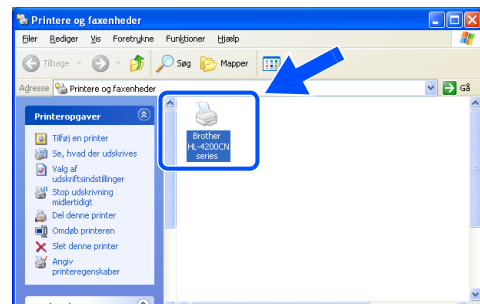 Printere og faxenheder
Filer Rediger Vis Foretrukne Funktioner Hjælp
Tilbage Søg Mapper
Adresse Printere og faxenheder Gå
Printeropgaver
Tilføj en printer
Se, hvad der udskrives
Valg af
udskriftsindstillinger
Stop udskrivning
midlertidigt
Del denne printer
Omdøb printeren
Slet denne printer
Angiv
printeregenskaber
Brother
HL-4200CN
series